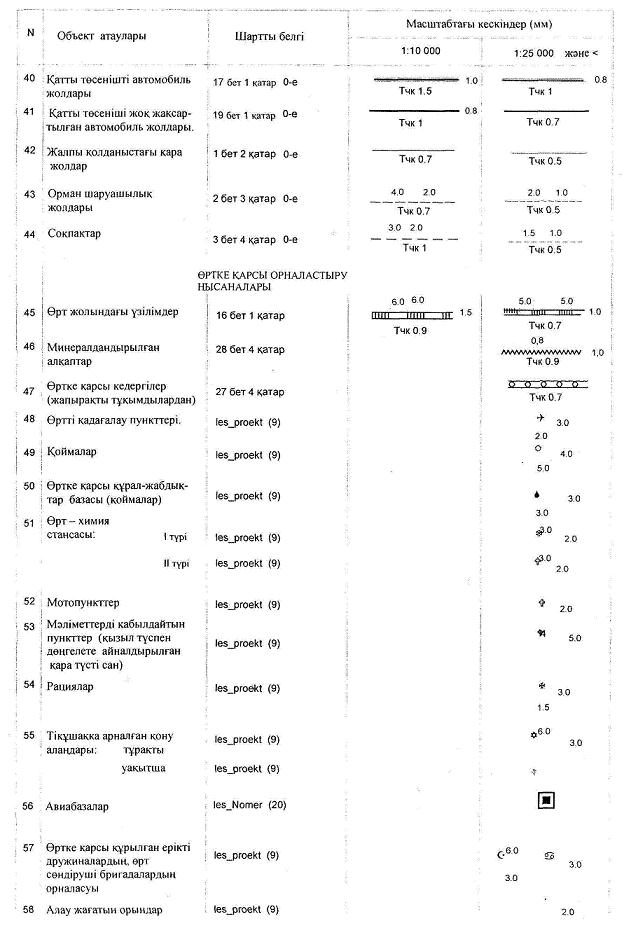 N
Объект атаулары
Шартты белгі
Масштабтағы кескіндер (мм)
1:10 000
1:25 000 және <
40 Қатты төсенішті автомобиль 17 бет 1 қатар 0-е 1.0 0.8
жолдары Тчк 1.5 Тчк 1
41 Қатты төсеніші жоқ жақсар- 19 бет 1 қатар 0-е 0.8
тылған автомобиль жолдары. Тчк 1 Тчк 0.7
42 Жалпы қолданыстағы қара 1 бет 2 қатар 0-е
жолдар Тчк 0.7 Тчк 0.5
43 Орман шаруашылық 2 бет 3 қатар 0-е 4.0 2.0 2.0 1.0
жолдары Тчк 0.7 Тчк 0.5
44 Соқпактар 3 бет 4 қатар 0-е 3.0 2.0 1.5 1.0
Тчк 1 Тчк 0.5
ӨРТКЕ ҚАРСЫ ОРНАЛАСТЫРУ
НЫСАНАЛАРЫ
45 Өрт жолындағы үзілімдер 16 бет 1 қатар 6.0 6.0 1.5 5.0 5.0 1.0
Тчк 0.9 Тчк 0.7
46 Минералдандырылған 28 бет 4 қатар 0,8 1,0
алқаптар Тчк 0.9
47 Өртке қарсы кедергілер 27 бет 4 қатар
(жапырақты тұқымдылардан) Тчк 0.7
48 Өртті қадағалау пункттері. les_proekt (9) 3.0
2.0
49 Қоймалар les_proekt (9) 4.0
5.0
50 Өртке қарсы құрал-жабдық- les_proekt (9) 3.0
тар базасы (қоймалар) 3.0
51 Өрт – химия
стансасы: I түрі les_proekt (9) 3.0 2.0
II түрі les_proekt (9) 3.0 2.0
52 Мотопункттер les_proekt (9) 2.0
53 Мәліметтерді қабылдайтын
пункттер (қызыл түспен les_proekt (9) 5.0
дөңгелете айналдырылған
қара түсті сан)
54 Рациялар les_proekt (9) 3.0
1.5
55 Тікұшаққа арналған қону les_proekt (9) 6.0 3.0
алаңдары: тұрақты
уақытша les_proekt (9)
56 Авиабазалар les_Nomer (20)
57 Өртке қарсы құрылған ерікті les_proekt (9) 6.0 3.0
дружиналардың, өрт 3.0
сөндіруші бригадалардың
орналасуы
58 Алау жағатын орындар les_proekt (9) 2.0